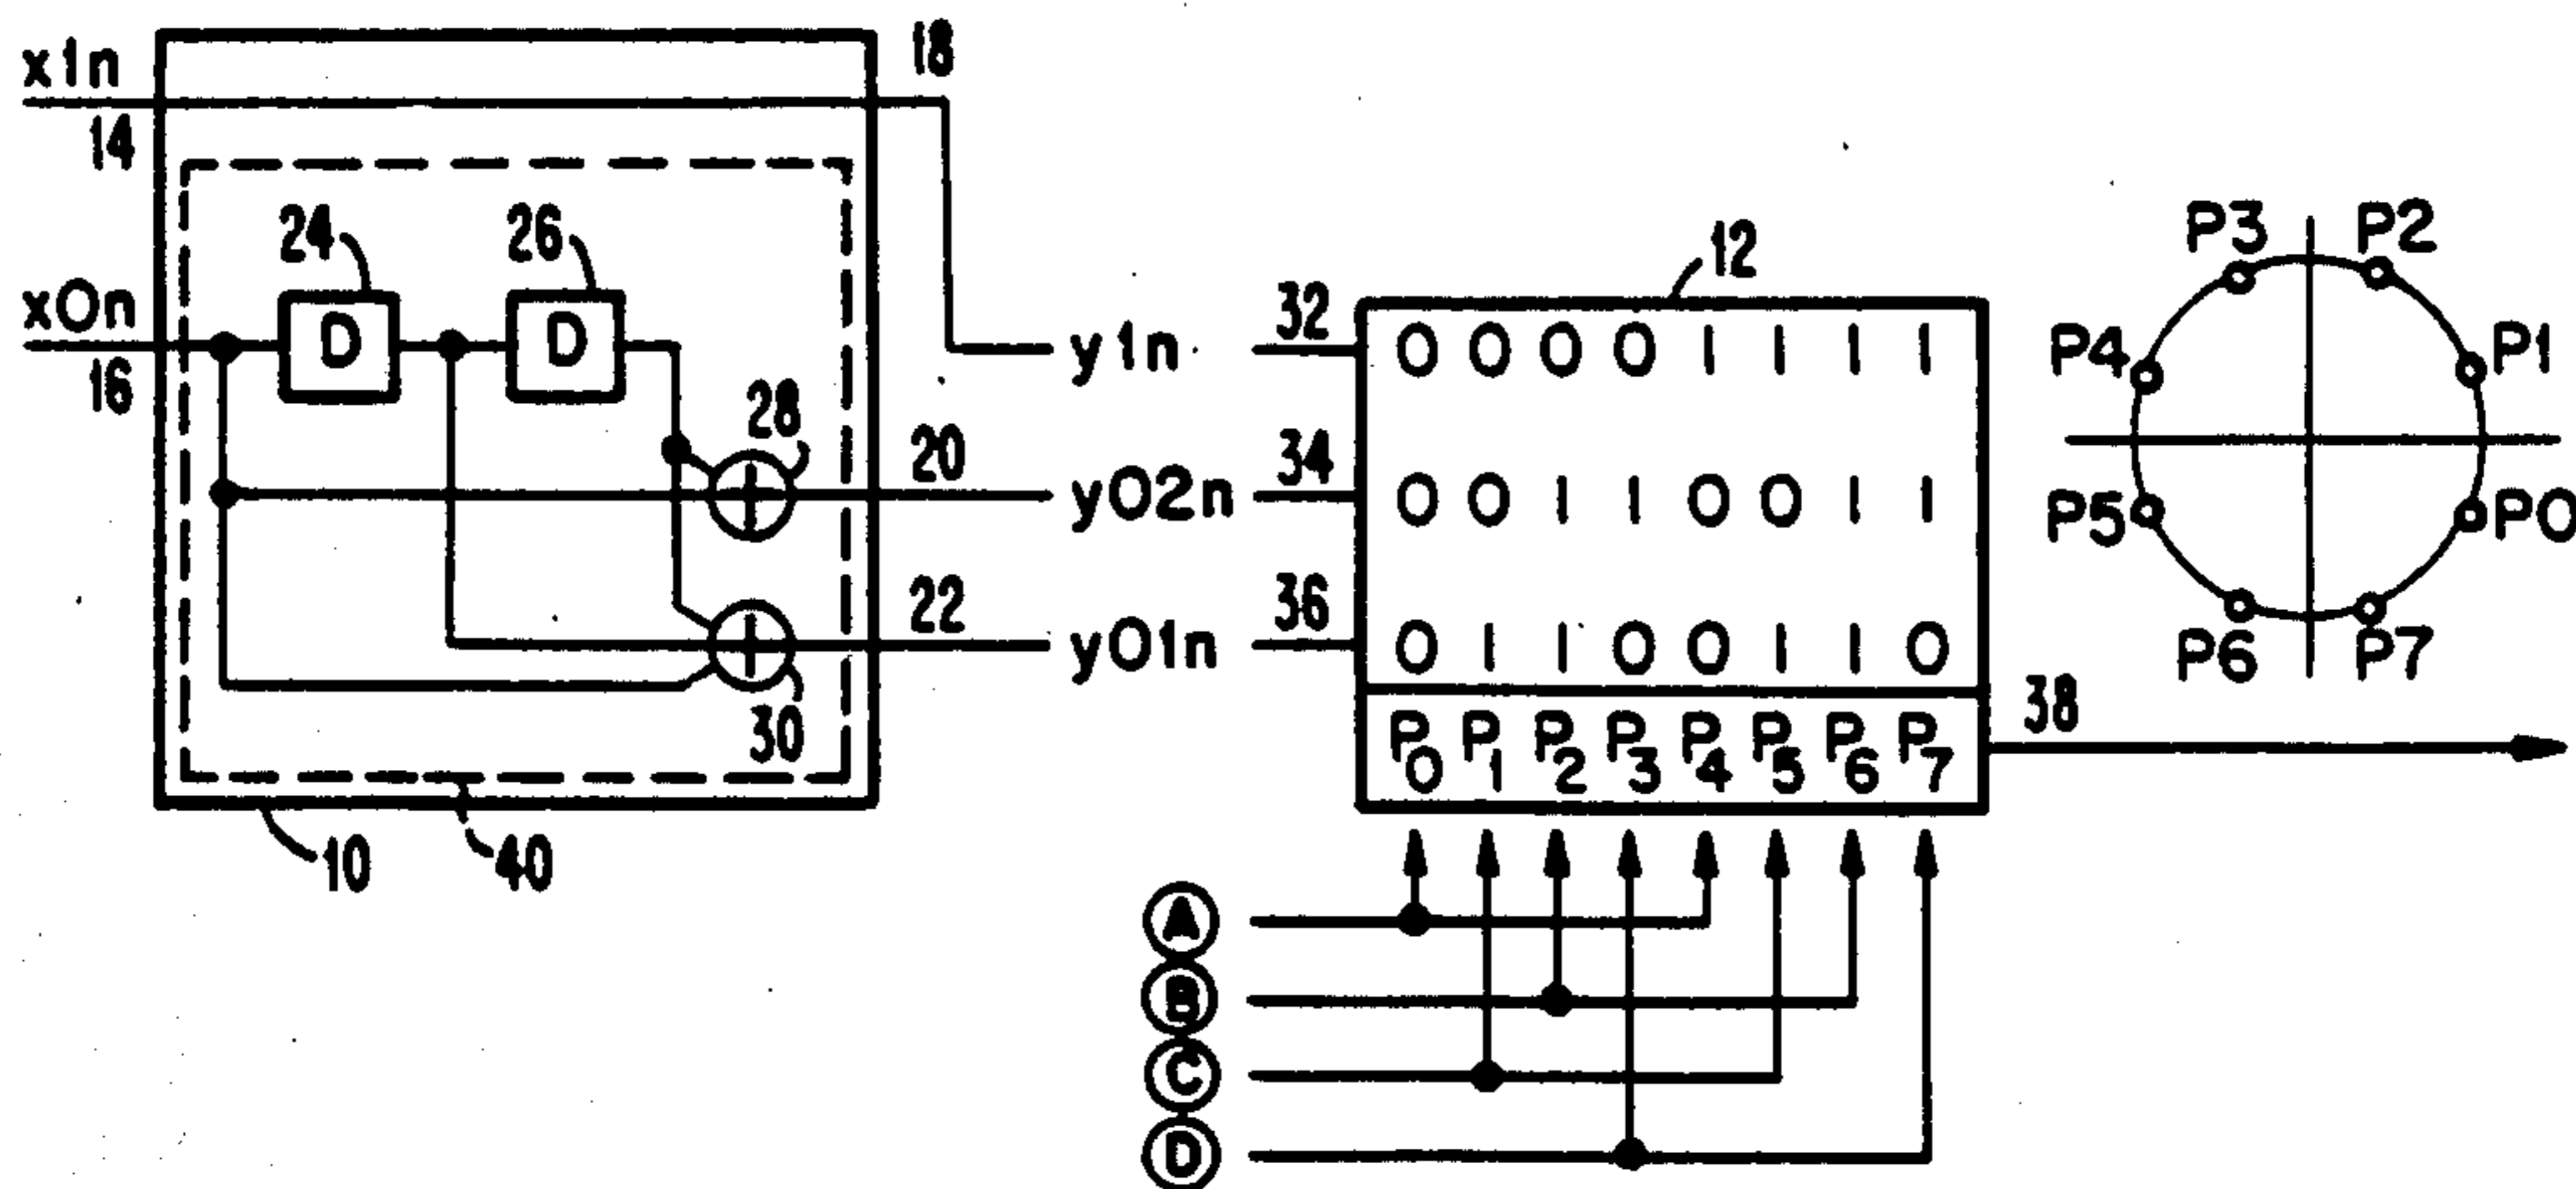 x1n
14
18
x0n
16
24
D
26
D
28
20
30
22
10
40
y1n
y02n
y01n
32
34
36
12
0 0 0 0 1 1 1 1
0 0 1 1 0 0 1 1
0 1 1 0 0 1 1 0
P0 P1 P2 P3 P4 P5 P6 P7
38
A
B
C
D
P3
P2
P4
P1
P5
P0
P6
P7